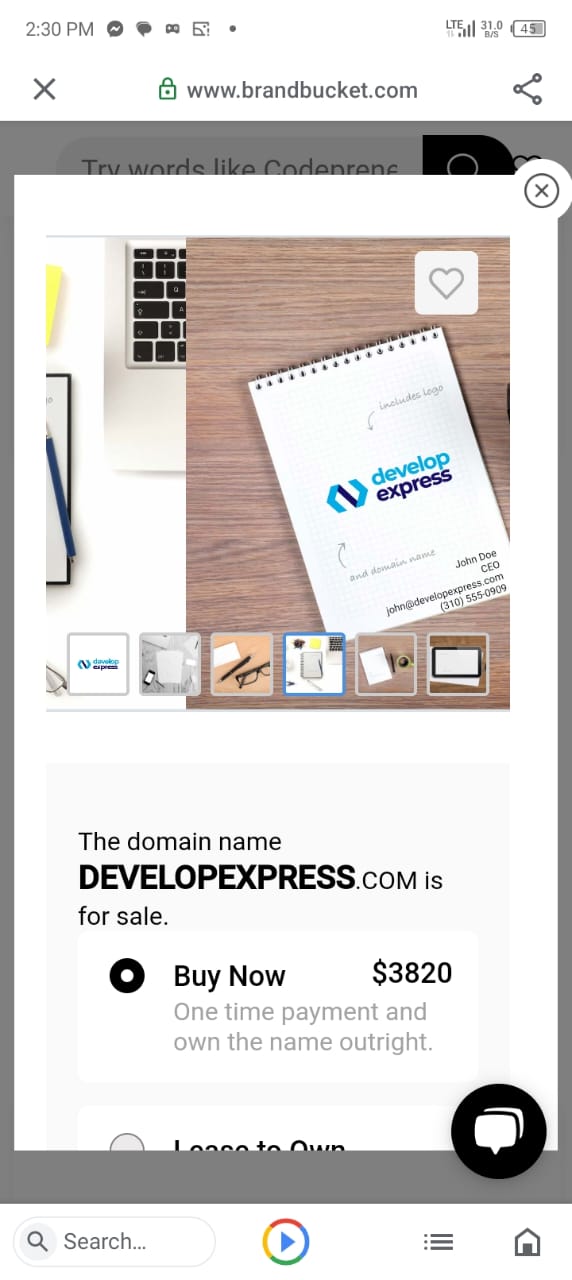 2:30 PM
LTE 31.0 B/S 45
www.brandbucket.com
Try words like Codeprene
includes logo
develop
express
and domain name
John Doe
CEO
john@developexpress.com
(310) 555-0909
develop
express
The domain name
DEVELOPEXPRESS.COM is
for sale.
Buy Now $3820
One time payment and
own the name outright.
Lease to Own
Search...